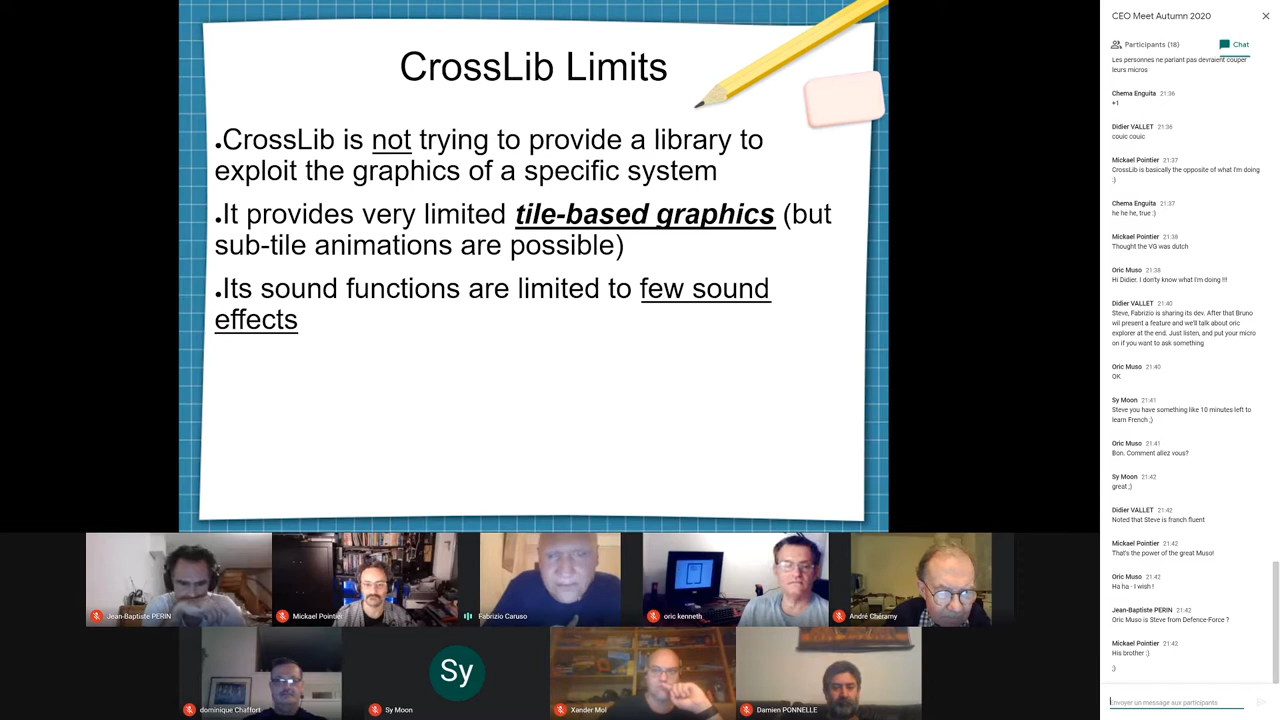 CrossLib Limits
●CrossLib is not trying to provide a library to
exploit the graphics of a specific system
●It provides very limited tile-based graphics (but
sub-tile animations are possible)
●Its sound functions are limited to few sound
effects
Jean-Baptiste PERIN
Mickael Pointier
Fabrizio Caruso
oric kenneth
André Chéramy
dominique Chaffort
Sy
Sy Moon
Xander Mol
Damien PONNELLE
CEO Meet Autumn 2020
Participants (18)
Chat
Les personnes ne parlant pas devraient couper
leurs micros
Chema Enguita 21:36
+1
Didier VALLET 21:36
couic couic
Mickael Pointier 21:37
CrossLib is basically the opposite of what I'm doing
:)
Chema Enguita 21:37
he he he, true :)
Mickael Pointier 21:38
Thought the VG was dutch
Oric Muso 21:38
Hi Didier. I don'ty know what I'm doing !!!
Didier VALLET 21:40
Steve, Fabrizio is sharing its dev. After that Bruno
wil present a feature and we'll talk about oric
explorer at the end. Just listen, and put your micro
on if you want to ask something
Oric Muso 21:40
OK
Sy Moon 21:41
Steve you have something like 10 minutes left to
learn French ;)
Oric Muso 21:41
Bon. Comment allez vous?
Sy Moon 21:42
great ;)
Didier VALLET 21:42
Noted that Steve is franch fluent
Mickael Pointier 21:42
That's the power of the great Muso!
Oric Muso 21:42
Ha ha - I wish !
Jean-Baptiste PERIN 21:42
Oric Muso is Steve from Defence-Force ?
Mickael Pointier 21:42
His brother :)
;)
Envoyer un message aux participants